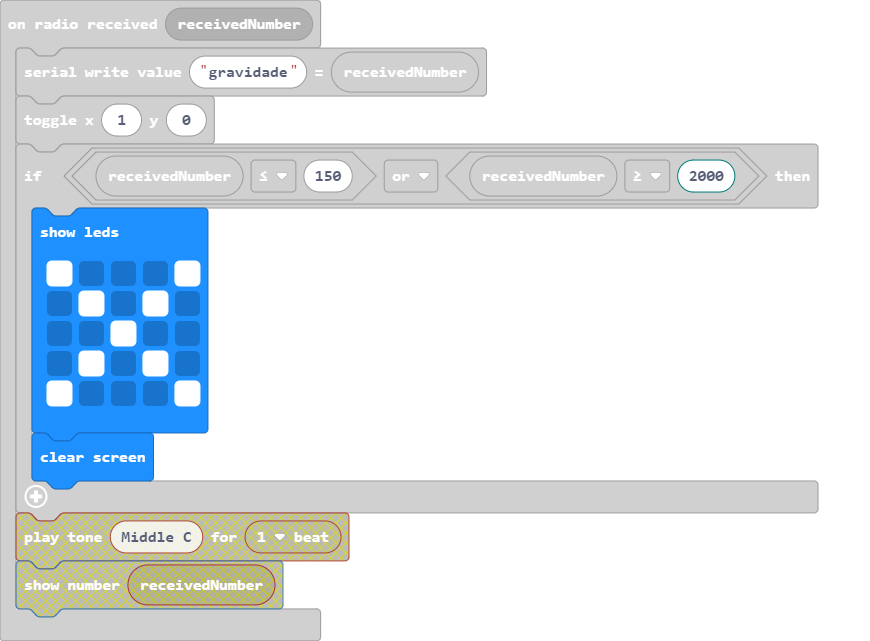 on radio received receivedNumber
serial write value "gravidade" = receivedNumber
toggle x 1 y 0
if receivedNumber ≤ 150 or receivedNumber ≥ 2000 then
show leds
clear screen
play tone Middle C for 1 beat
show number receivedNumber